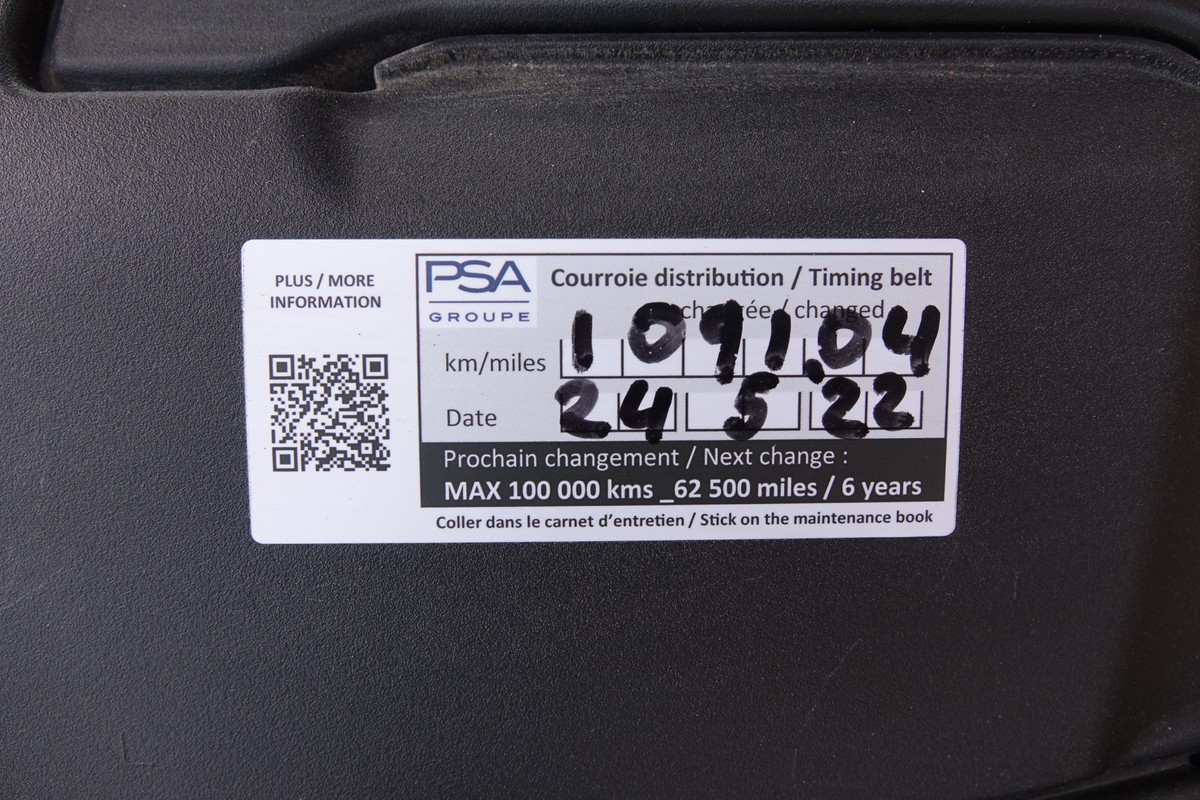 PLUS / MORE
INFORMATION
PSA
GROUPE
Courroie distribution / Timing belt
changée / changed
km/miles 1091.04
Date 24 5 22
Prochain changement / Next change :
MAX 100 000 kms _62 500 miles / 6 years
Coller dans le carnet d'entretien / Stick on the maintenance book